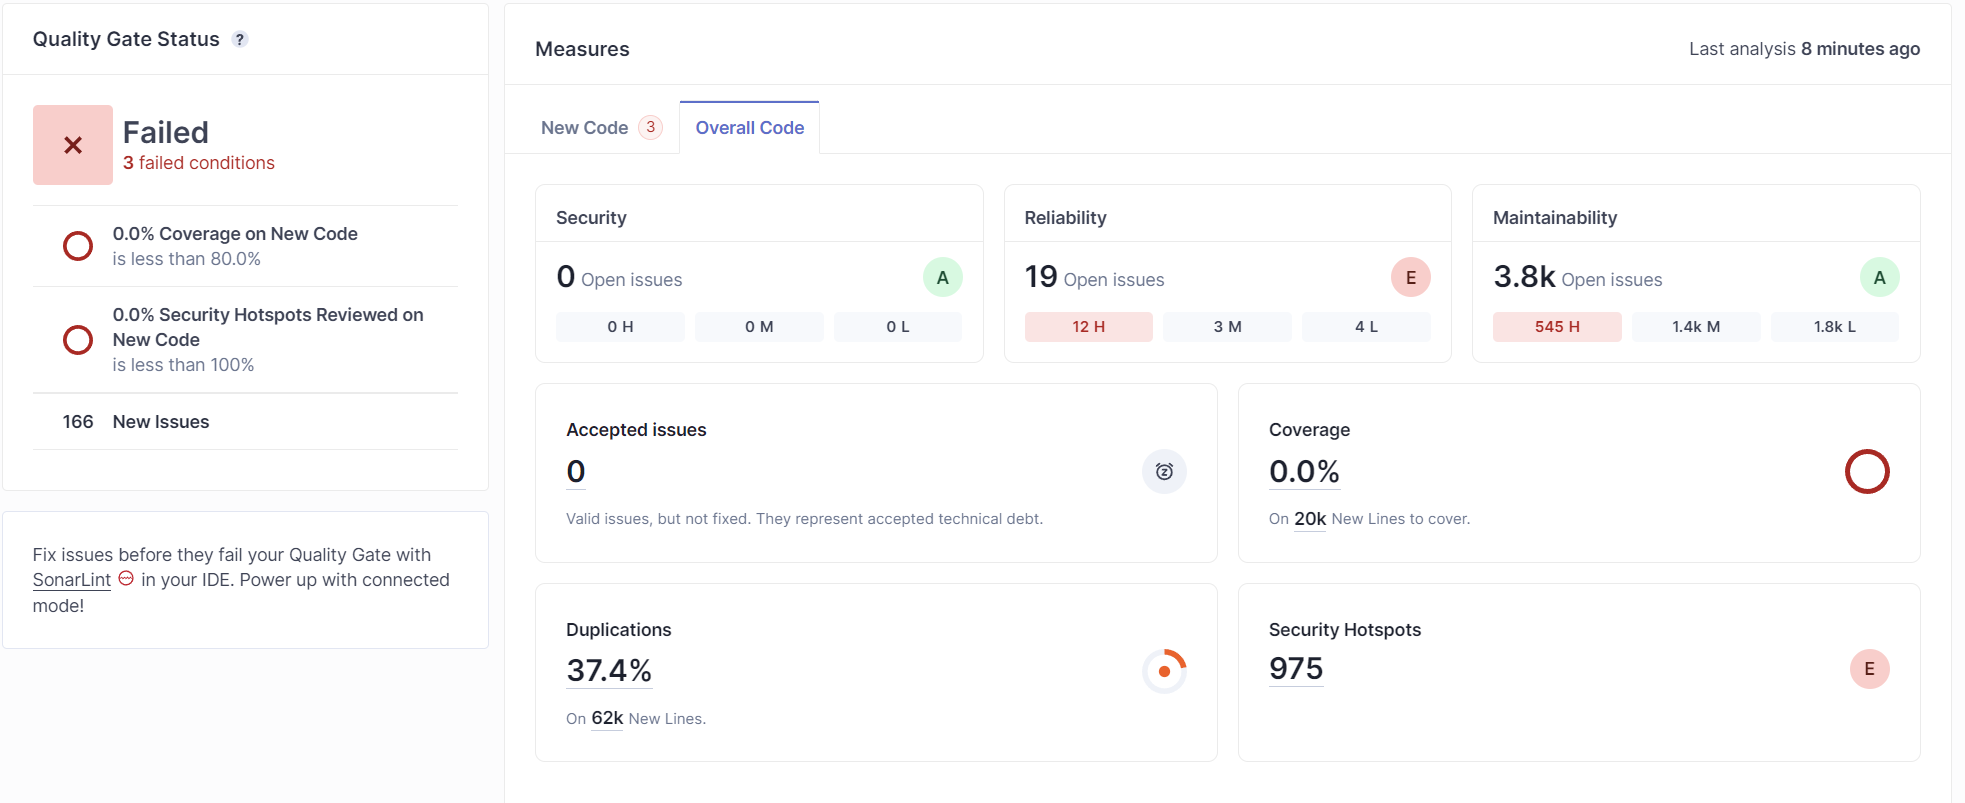 Quality Gate Status ?
Failed
3 failed conditions
0.0% Coverage on New Code
is less than 80.0%
0.0% Security Hotspots Reviewed on
New Code
is less than 100%
166 New Issues
Fix issues before they fail your Quality Gate with
SonarLint in your IDE. Power up with connected
mode!
Measures
Last analysis 8 minutes ago
New Code 3
Overall Code
Security
0 Open issues
A
0 H
0 M
0 L
Reliability
19 Open issues
E
12 H
3 M
4 L
Maintainability
3.8k Open issues
A
545 H
1.4k M
1.8k L
Accepted issues
0
Valid issues, but not fixed. They represent accepted technical debt.
Coverage
0.0%
On 20k New Lines to cover.
Duplications
37.4%
On 62k New Lines.
Security Hotspots
975
E